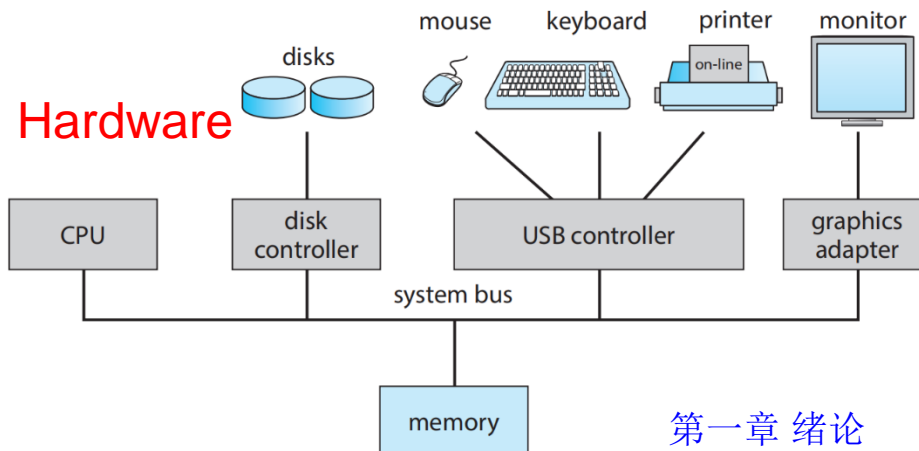 mouse
keyboard
printer
monitor
disks
on-line
Hardware
CPU
disk
controller
USB controller
graphics
adapter
system bus
memory
第一章 绪论